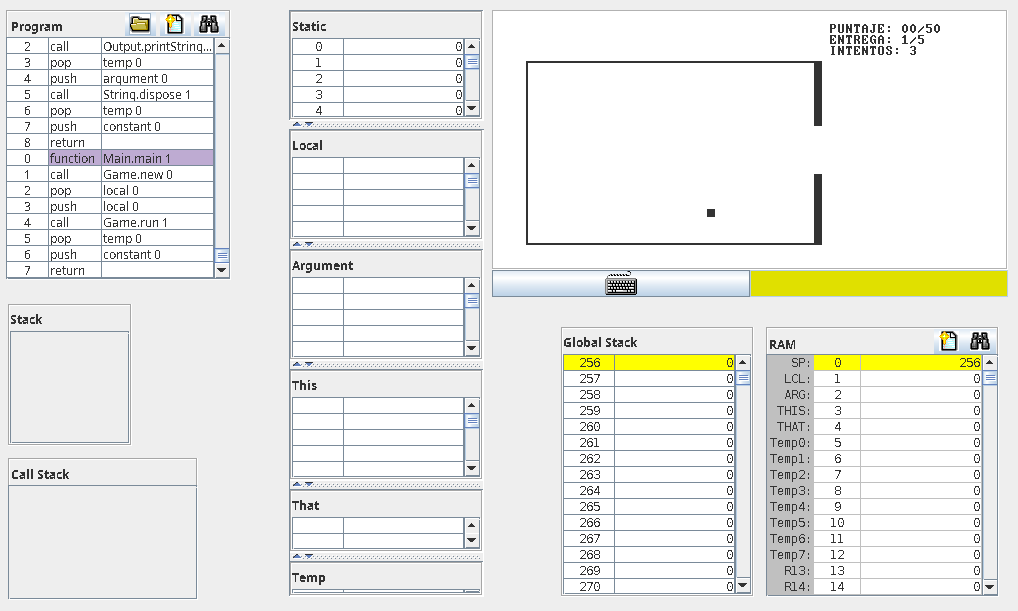 Program
2 call Output.printString...
3 pop temp 0
4 push argument 0
5 call String.dispose 1
6 pop temp 0
7 push constant 0
8 return
0 function Main.main 1
1 call Game.new 0
2 pop local 0
3 push local 0
4 call Game.run 1
5 pop temp 0
6 push constant 0
7 return
Stack
Call Stack
Static
0 0
1 0
2 0
3 0
4 0
Local
Argument
This
That
Temp
PUNTAJE: 00/50
ENTREGA: 1/5
INTENTOS: 3
Global Stack
256 0
257 0
258 0
259 0
260 0
261 0
262 0
263 0
264 0
265 0
266 0
267 0
268 0
269 0
270 0
RAM
SP: 0 256
LCL: 1 0
ARG: 2 0
THIS: 3 0
THAT: 4 0
Temp0: 5 0
Temp1: 6 0
Temp2: 7 0
Temp3: 8 0
Temp4: 9 0
Temp5: 10 0
Temp6: 11 0
Temp7: 12 0
R13: 13 0
R14: 14 0